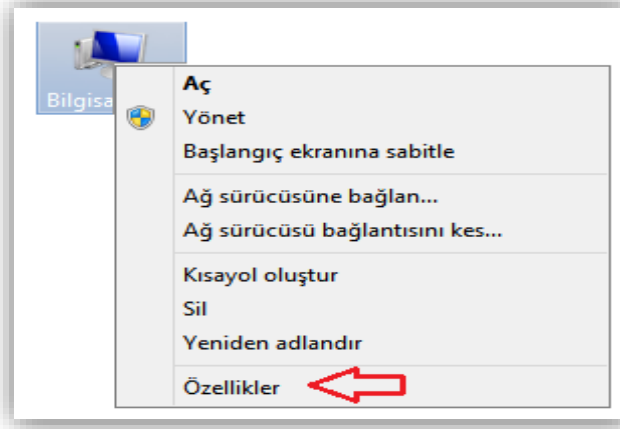 Bilgisa
Aç
Yönet
Başlangıç ekranına sabitle
Ağ sürücüsüne bağlan...
Ağ sürücüsü bağlantısını kes...
Kısayol oluştur
Sil
Yeniden adlandır
Özellikler